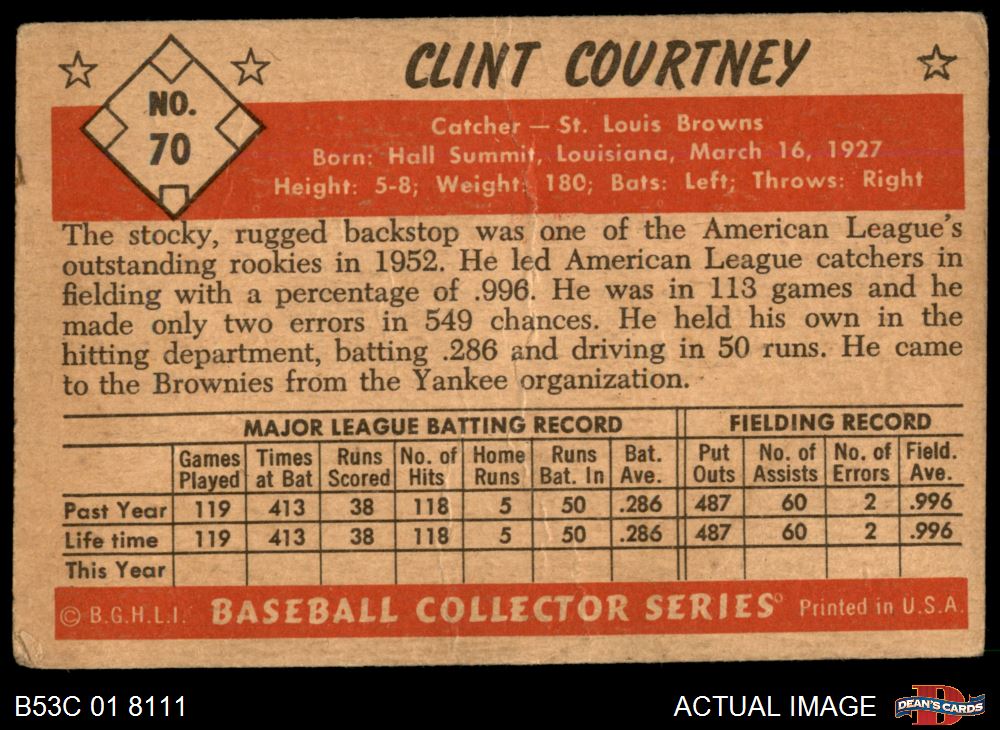 CLINT COURTNEY
NO.
70
Catcher — St. Louis Browns
Born: Hall Summit, Louisiana, March 16, 1927
Height: 5-8; Weight: 180; Bats: Left; Throws: Right
The stocky, rugged backstop was one of the American League's
outstanding rookies in 1952. He led American League catchers in
fielding with a percentage of .996. He was in 113 games and he
made only two errors in 549 chances. He held his own in the
hitting department, batting .286 and driving in 50 runs. He came
to the Brownies from the Yankee organization.
MAJOR LEAGUE BATTING RECORD FIELDING RECORD
Games Times Runs No. of Home Runs Bat. Put No. of No. of Field.
Played at Bat Scored Hits Runs Bat. In Ave. Outs Assists Errors Ave.
Past Year 119 413 38 118 5 50 .286 487 60 2 .996
Life time 119 413 38 118 5 50 .286 487 60 2 .996
This Year
© B.G.H.L.I. BASEBALL COLLECTOR SERIES Printed in U.S.A.
B53C 01 8111 ACTUAL IMAGE DEAN'S CARDS